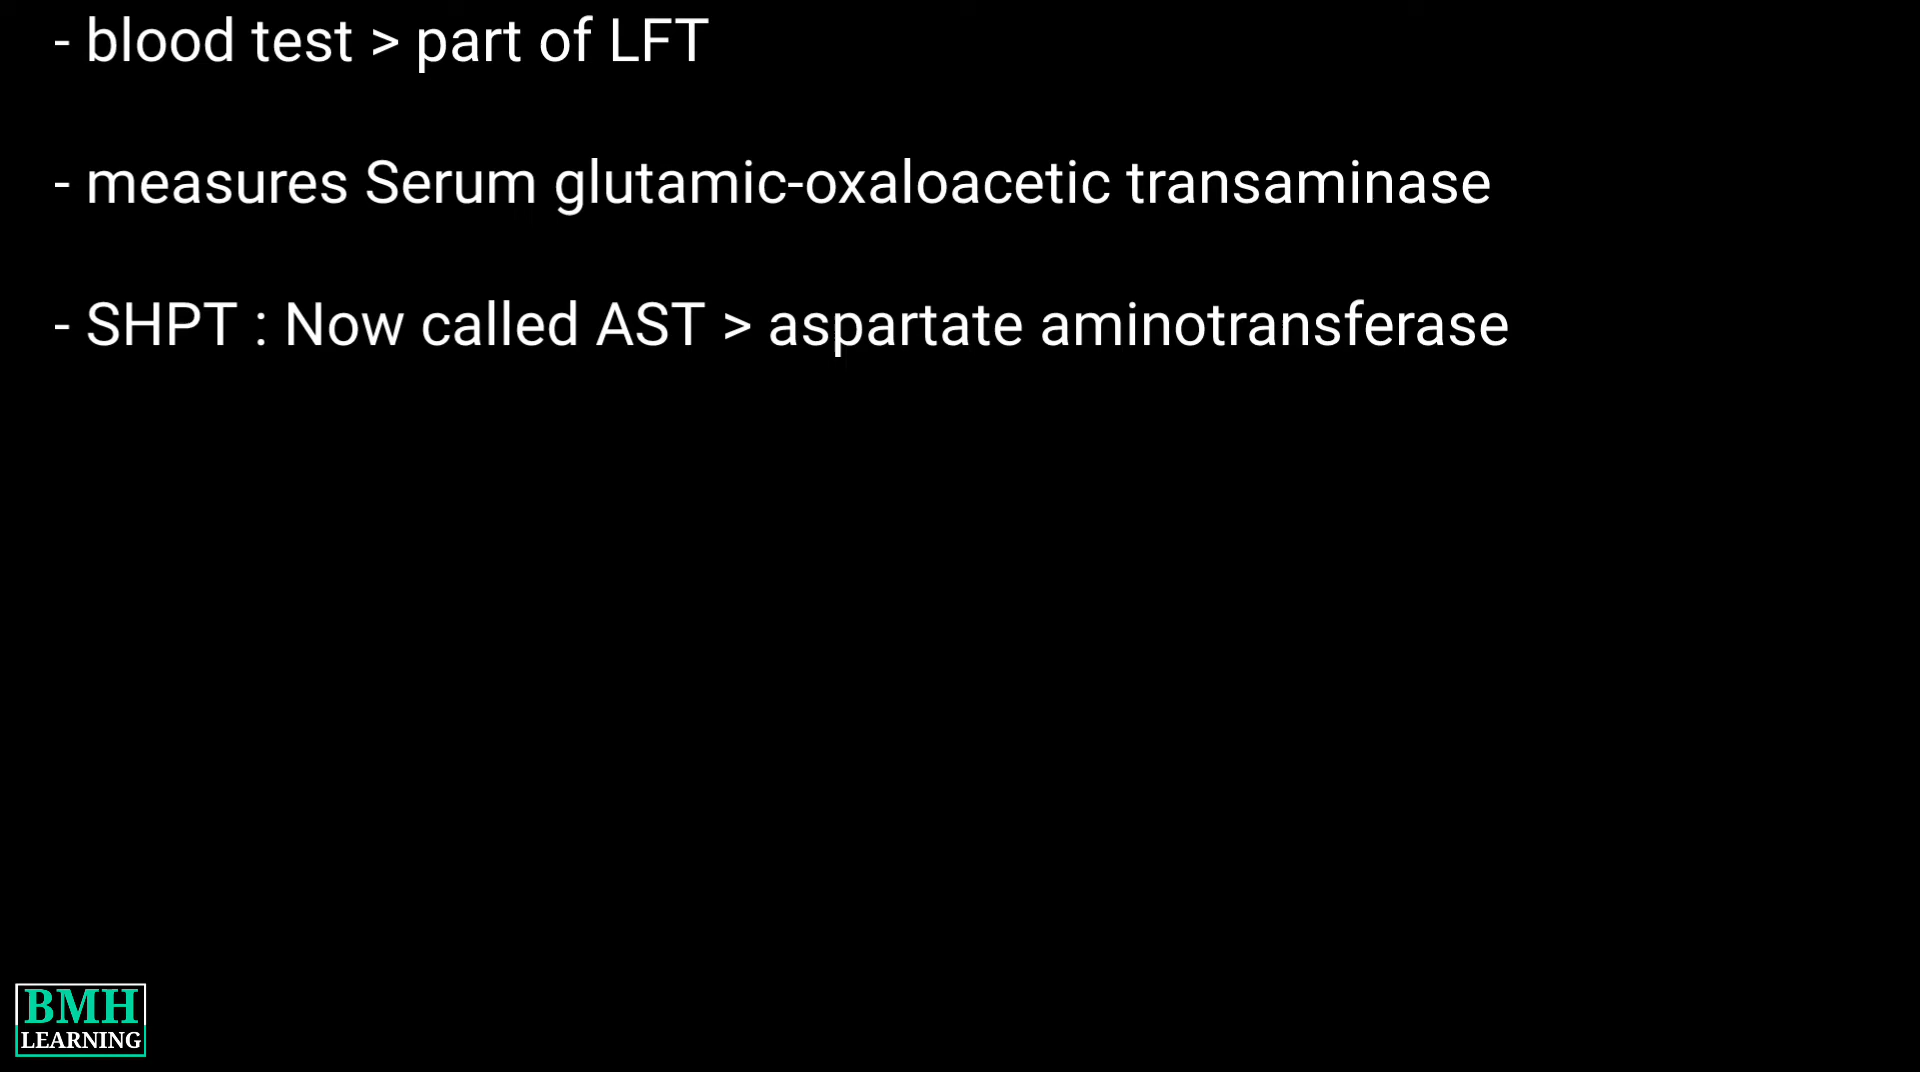 - blood test > part of LFT
- measures Serum glutamic-oxaloacetic transaminase
- SHPT : Now called AST > aspartate aminotransferase
BMH
LEARNING